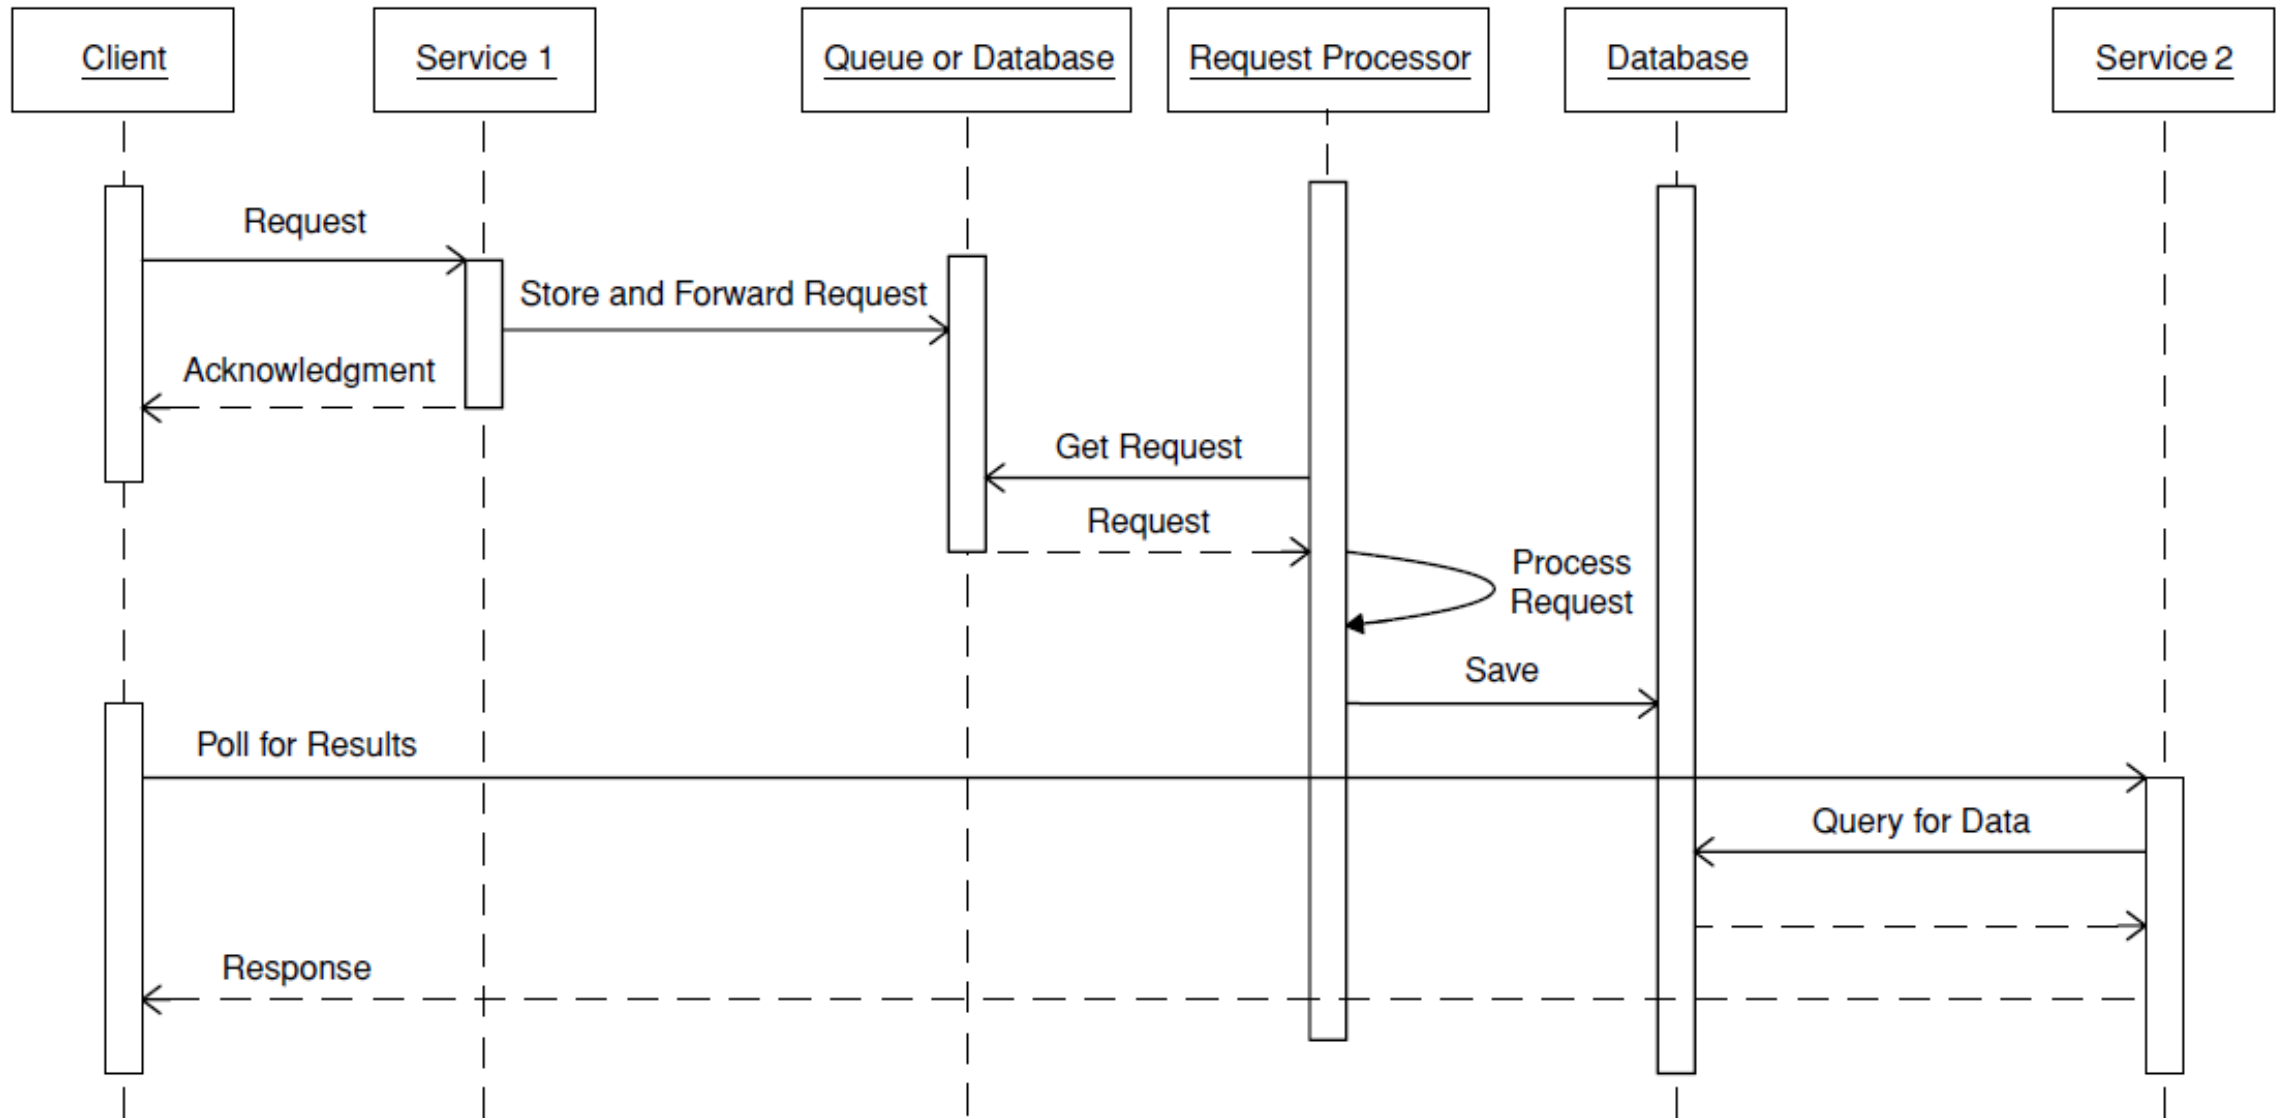 Client
Service 1
Queue or Database
Request Processor
Database
Service 2
Request
Store and Forward Request
Acknowledgment
Get Request
Request
Process
Request
Save
Poll for Results
Query for Data
Response